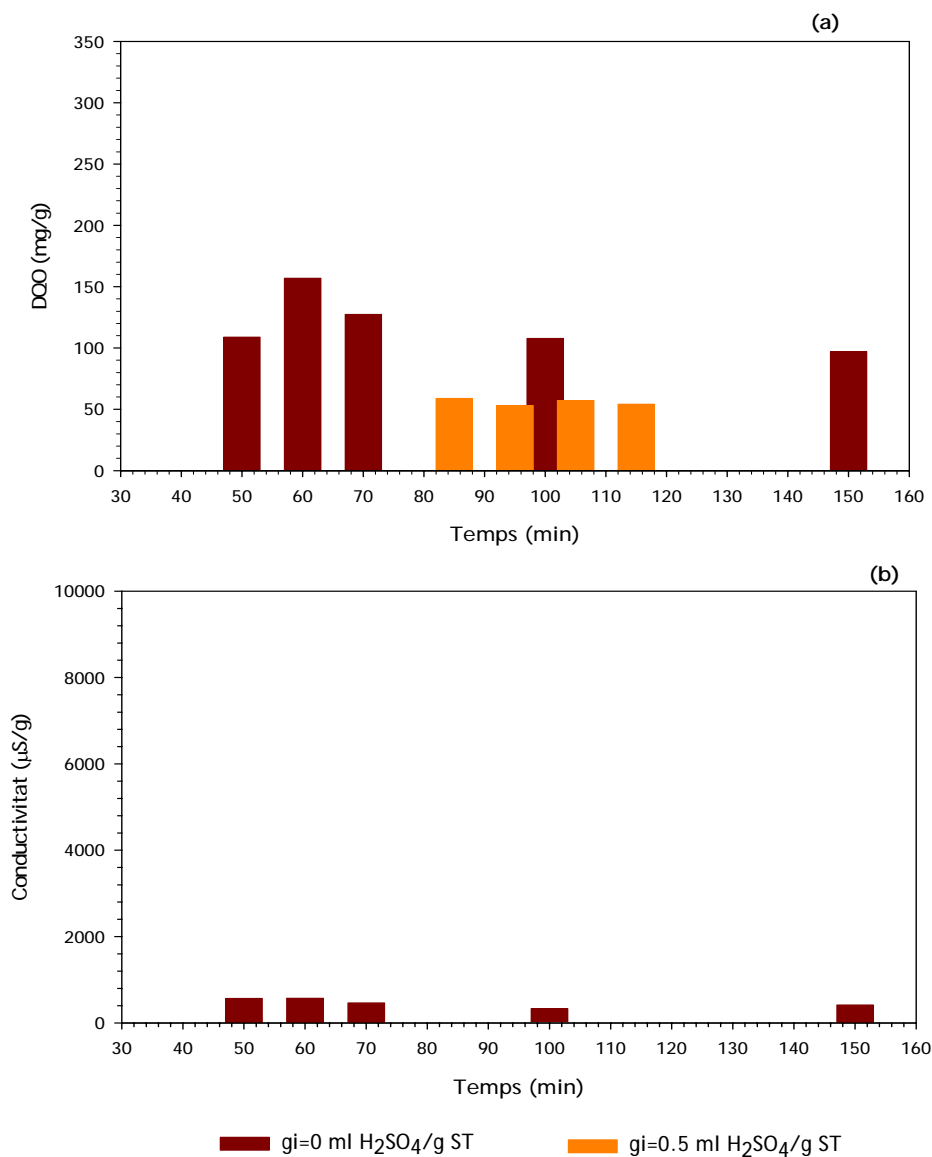 (a)
350
300
250
200
150
100
50
0
DQO (mg/g)
30 40 50 60 70 80 90 100 110 120 130 140 150 160
Temps (min)
(b)
10000
8000
6000
4000
2000
0
Conductivitat (µS/g)
30 40 50 60 70 80 90 100 110 120 130 140 150 160
Temps (min)
gi=0 ml H₂SO₄/g ST gi=0.5 ml H₂SO₄/g ST